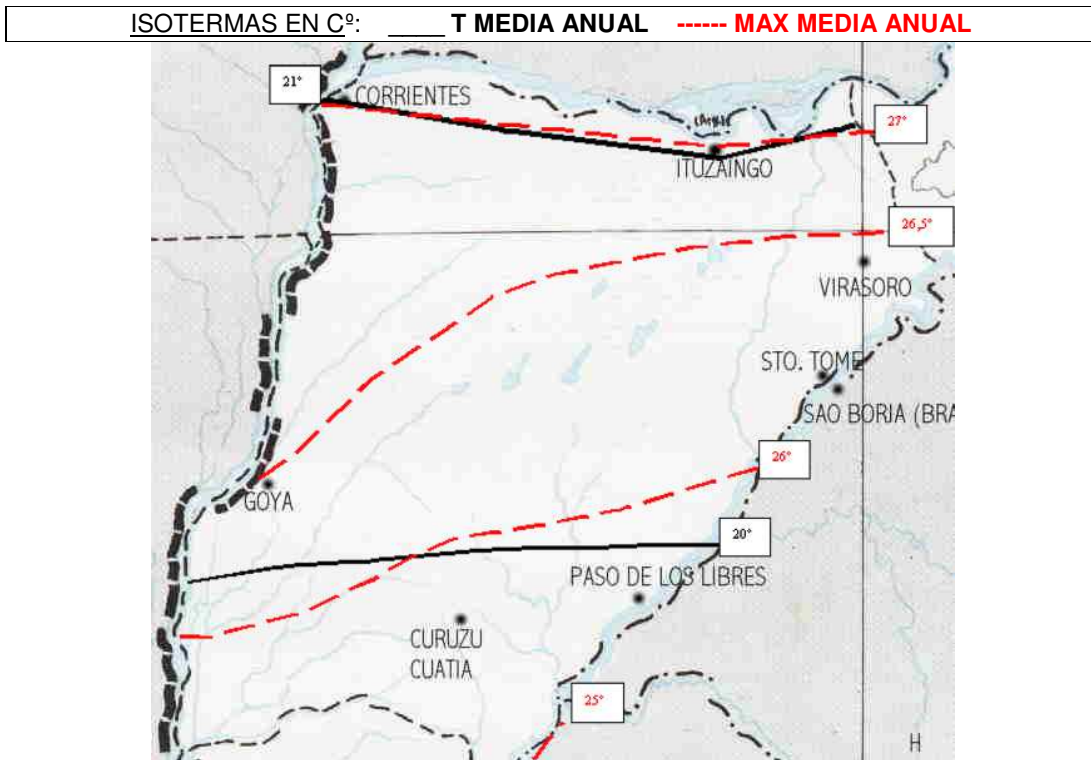 ISOTERMAS EN Cº: ____ T MEDIA ANUAL ------ MAX MEDIA ANUAL
21°
CORRIENTES
27°
ITUZAINGO
26,5°
VIRASORO
STO. TOME
SAO BORJA (BRA
26°
GOYA
20°
PASO DE LOS LIBRES
CURUZU
CUATIA
25°
H